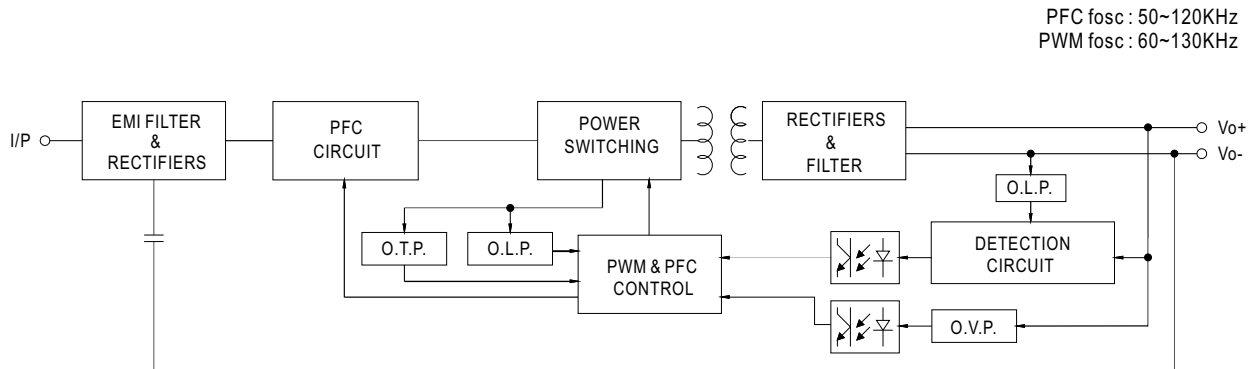 PFC fosc : 50~120KHz
PWM fosc : 60~130KHz
I/P
EMI FILTER
&
RECTIFIERS
PFC
CIRCUIT
POWER
SWITCHING
RECTIFIERS
&
FILTER
Vo+
Vo-
O.L.P.
O.T.P.
O.L.P.
PWM & PFC
CONTROL
DETECTION
CIRCUIT
O.V.P.